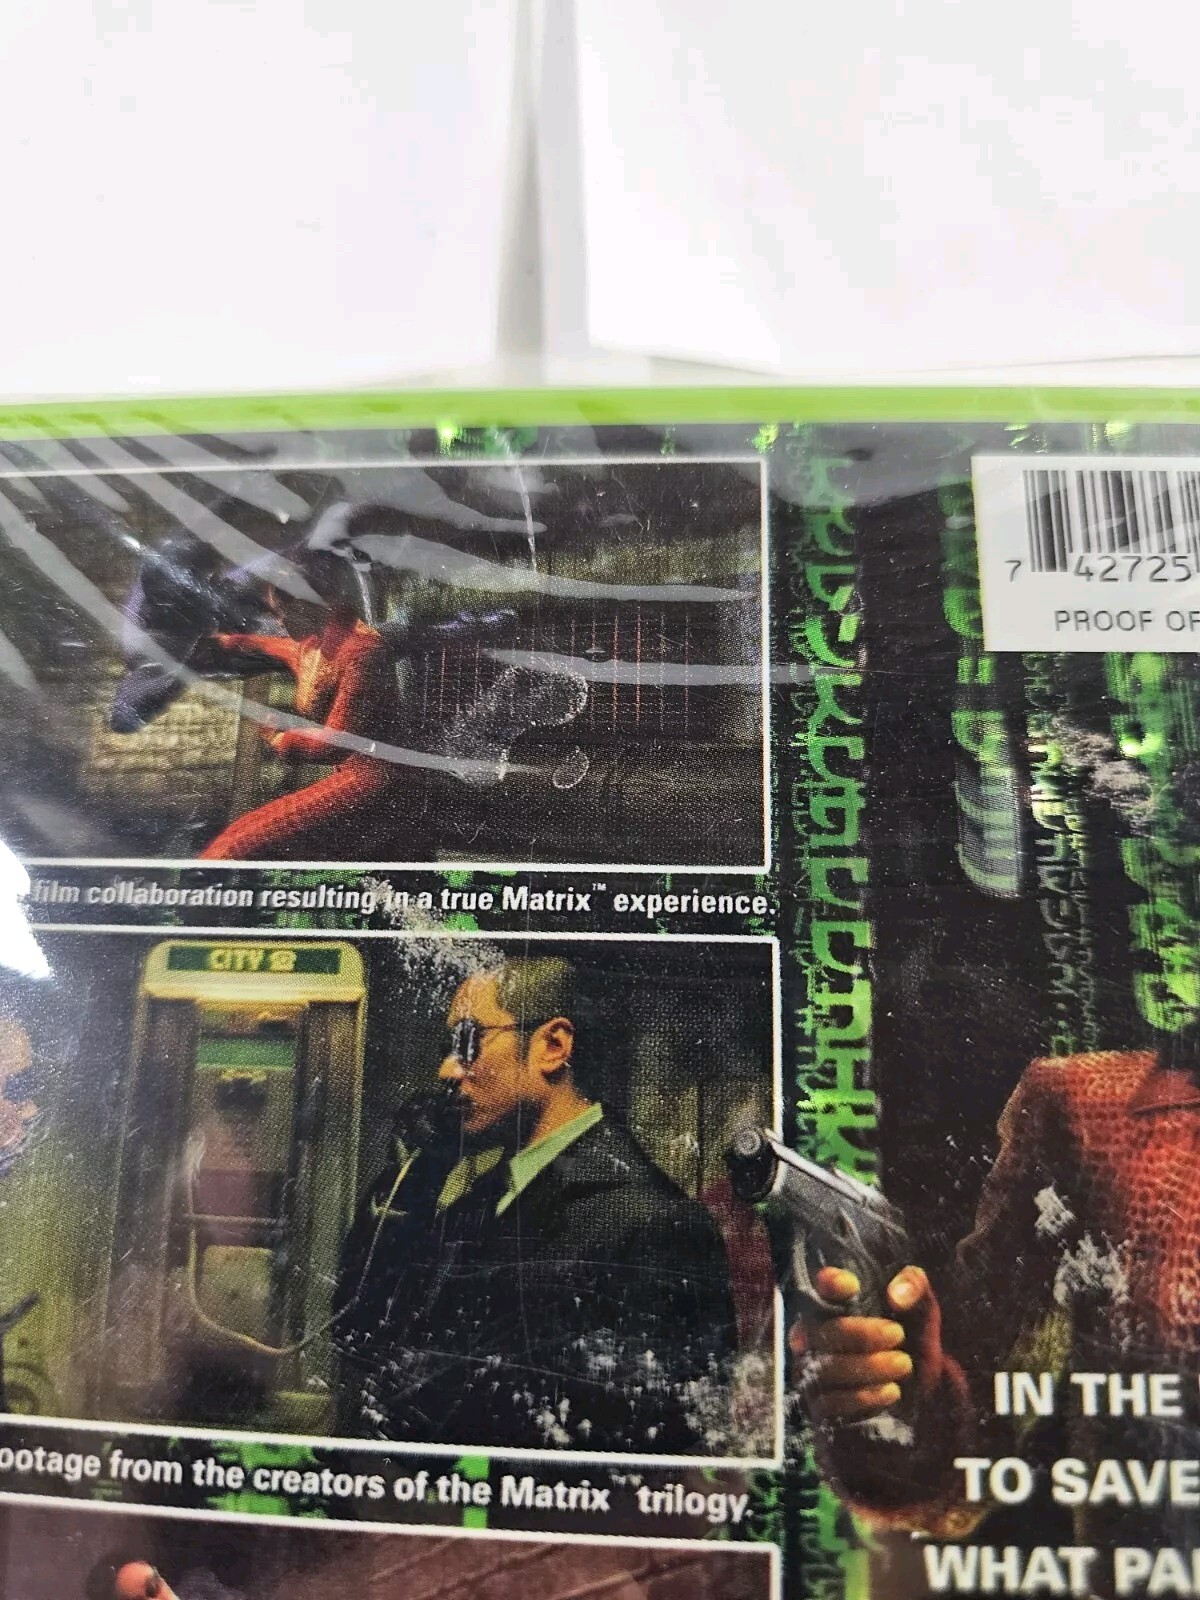 7 42725
PROOF OF
film collaboration resulting in a true Matrix™ experience.
CITY
ootage from the creators of the Matrix™ trilogy.
IN THE
TO SAVE
WHAT PA